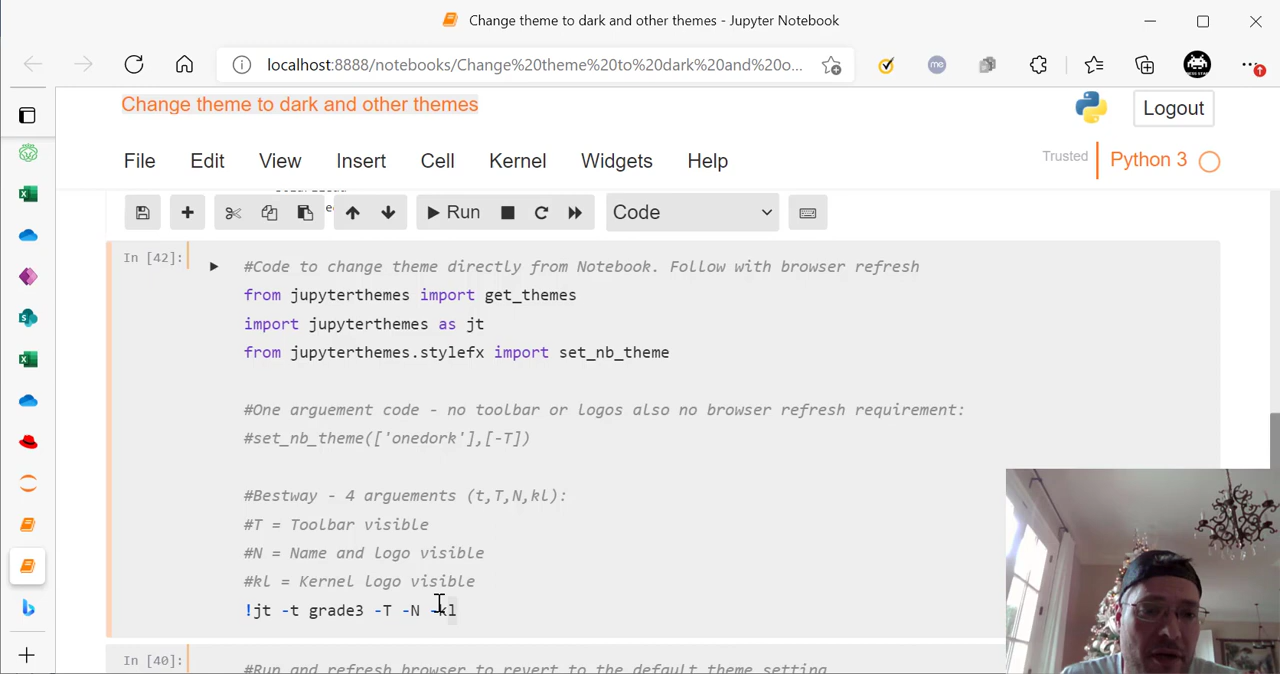 Change theme to dark and other themes - Jupyter Notebook
localhost:8888/notebooks/Change%20theme%20to%20dark%20and%20o...
me
Change theme to dark and other themes
Logout
File Edit View Insert Cell Kernel Widgets Help
Trusted
Python 3
Run
Code
In [42]:
#Code to change theme directly from Notebook. Follow with browser refresh
from jupyterthemes import get_themes
import jupyterthemes as jt
from jupyterthemes.stylefx import set_nb_theme
#One arguement code - no toolbar or logos also no browser refresh requirement:
#set_nb_theme(['onedork'],[-T])
#Bestway - 4 arguements (t,T,N,kl):
#T = Toolbar visible
#N = Name and logo visible
#kl = Kernel logo visible
!jt -t grade3 -T -N -kl
In [40]:
#Run and refresh browser to revert to the default theme setting